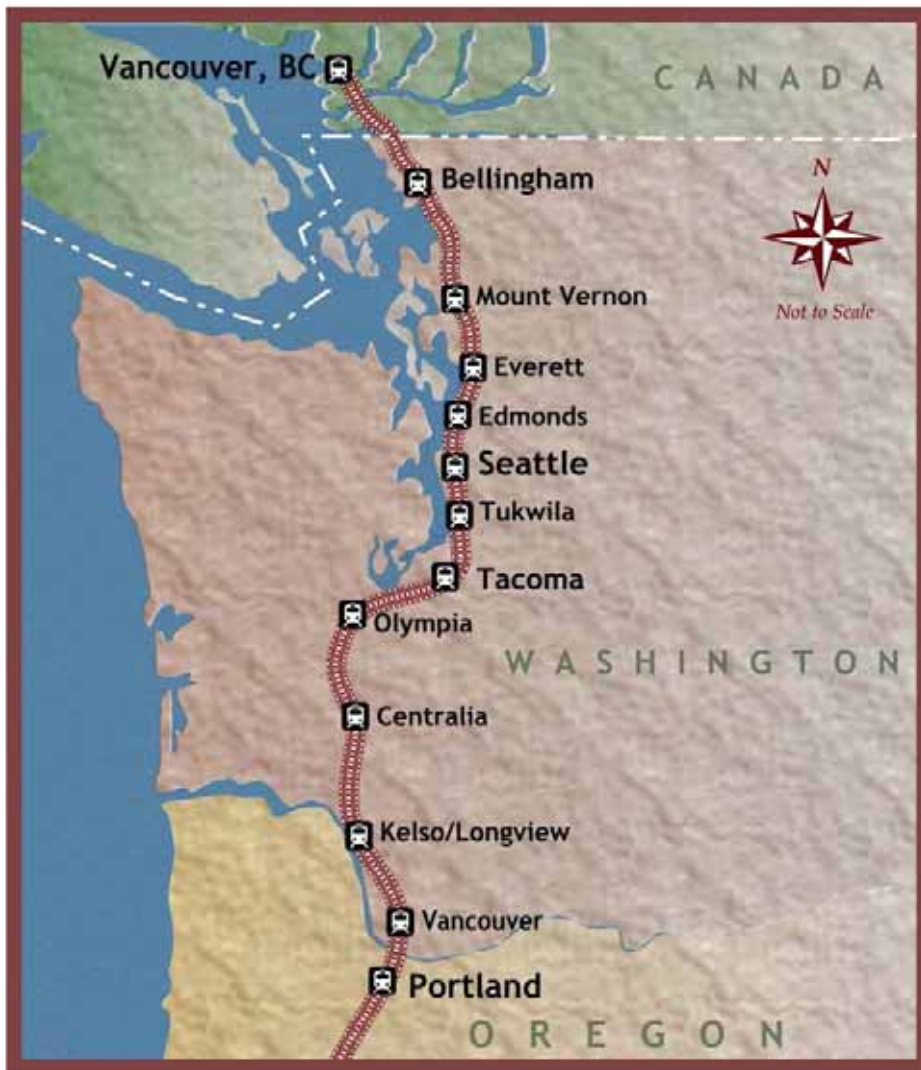 Vancouver, BC
CANADA
Bellingham
N
Mount Vernon
Not to Scale
Everett
Edmonds
Seattle
Tukwila
Tacoma
Olympia
WASHINGTON
Centralia
Kelso/Longview
Vancouver
Portland
OREGON